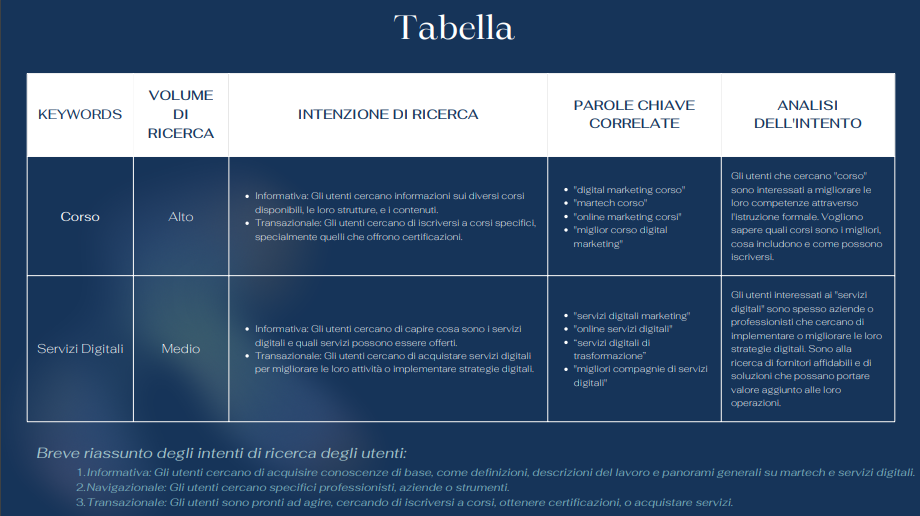 Tabella
KEYWORDS
VOLUME
DI
RICERCA
INTENZIONE DI RICERCA
PAROLE CHIAVE
CORRELATE
ANALISI
DELL'INTENTO
Corso
Alto
• Informativa: Gli utenti cercano informazioni sui diversi corsi
disponibili, le loro strutture, e i contenuti.
• Transazionale: Gli utenti cercano di iscriversi a corsi specifici,
specialmente quelli che offrono certificazioni.
• "digital marketing corso"
• "martech corso"
• "online marketing corsi"
• "miglior corso digital
marketing"
Gli utenti che cercano "corso"
sono interessati a migliorare le
loro competenze attraverso
l'istruzione formale. Vogliono
sapere quali corsi sono i migliori,
cosa includono e come possono
iscriversi.
Servizi Digitali
Medio
• Informativa: Gli utenti cercano di capire cosa sono i servizi
digitali e quali servizi possono essere offerti.
• Transazionale: Gli utenti cercano di acquistare servizi digitali
per migliorare le loro attività o implementare strategie digitali.
• "servizi digitali marketing"
• "online servizi digitali"
• "servizi digitali di
trasformazione"
• "migliori compagnie di servizi
digitali"
Gli utenti interessati ai "servizi
digitali" sono spesso aziende o
professionisti che cercano di
implementare o migliorare le loro
strategie digitali. Sono alla
ricerca di fornitori affidabili e di
soluzioni che possano portare
valore aggiunto alle loro
operazioni.
Breve riassunto degli intenti di ricerca degli utenti:
1. Informativa: Gli utenti cercano di acquisire conoscenze di base, come definizioni, descrizioni del lavoro e panorami generali su martech e servizi digitali.
2. Navigazionale: Gli utenti cercano specifici professionisti, aziende o strumenti.
3. Transazionale: Gli utenti sono pronti ad agire, cercando di iscriversi a corsi, ottenere certificazioni, o acquistare servizi.